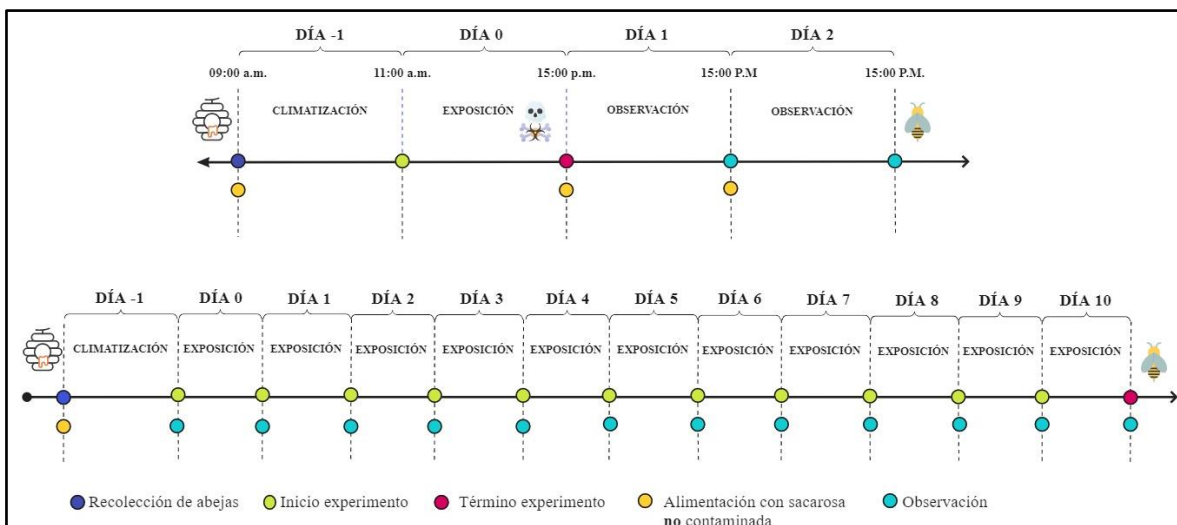 DÍA -1 DÍA 0 DÍA 1 DÍA 2
09:00 a.m. 11:00 a.m. 15:00 p.m. 15:00 P.M 15:00 P.M.
CLIMATIZACIÓN EXPOSICIÓN OBSERVACIÓN OBSERVACIÓN
DÍA -1 DÍA 0 DÍA 1 DÍA 2 DÍA 3 DÍA 4 DÍA 5 DÍA 6 DÍA 7 DÍA 8 DÍA 9 DÍA 10
CLIMATIZACIÓN EXPOSICIÓN EXPOSICIÓN EXPOSICIÓN EXPOSICIÓN EXPOSICIÓN EXPOSICIÓN EXPOSICIÓN EXPOSICIÓN EXPOSICIÓN EXPOSICIÓN EXPOSICIÓN
Recolección de abejas Inicio experimento Término experimento Alimentación con sacarosa Observación
no contaminada